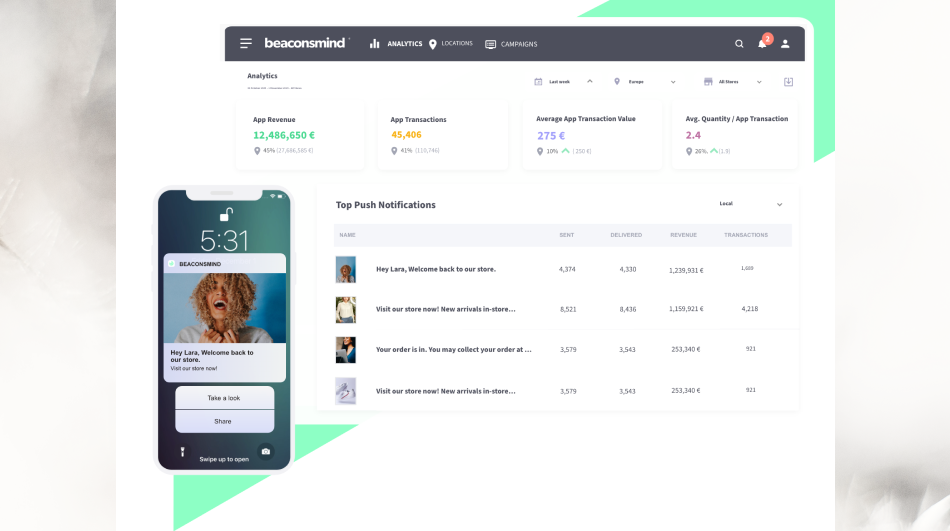 beaconsmind
ANALYTICS
LOCATIONS
CAMPAIGNS
2
Analytics
Last week
Europe
All Stores
App Revenue
12,486,650 €
45% (27,666,585 €)
App Transactions
45,406
41% (110,746)
Average App Transaction Value
275 €
10% (250 €)
Avg. Quantity / App Transaction
2.4
26%. (1.9)
Top Push Notifications
Local
NAME SENT DELIVERED REVENUE TRANSACTIONS
Hey Lara, Welcome back to our store. 4,374 4,330 1,239,931 €
Visit our store now! New arrivals in-store... 8,521 8,436 1,159,921 € 4,218
Your order is in. You may collect your order at ... 3,579 3,543 253,340 € 921
Visit our store now! New arrivals in-store... 3,579 3,543 253,340 € 921
5:31
BEACONSMIND
Hey Lara, Welcome back to
our store.
Visit our store now!
Take a look
Share
Swipe up to open